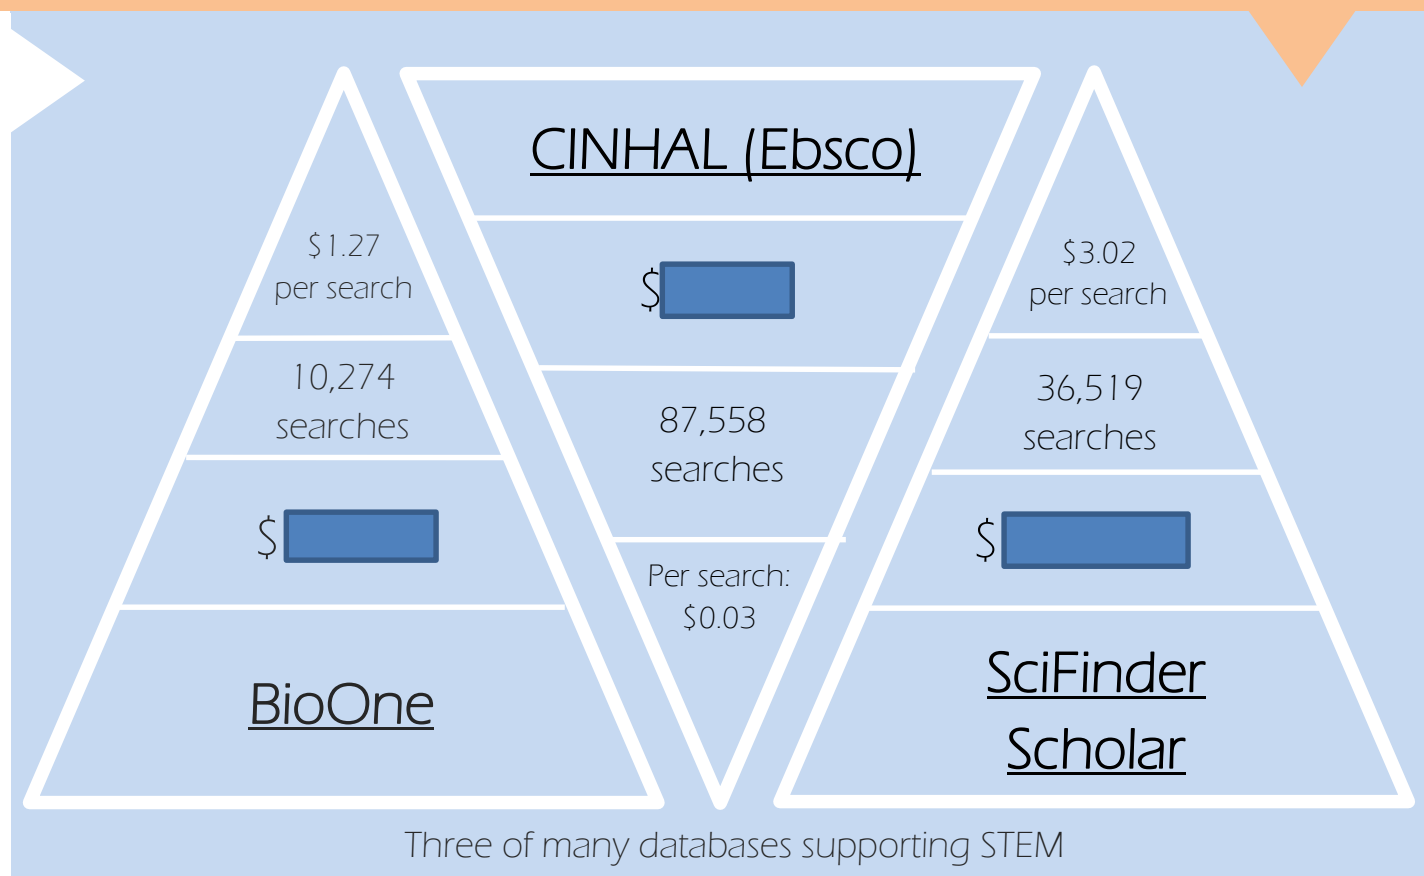 $1.27
per search
10,274
searches
$
BioOne
CINHAL (Ebsco)
$
87,558
searches
Per search:
$0.03
$3.02
per search
36,519
searches
$
SciFinder
Scholar
Three of many databases supporting STEM